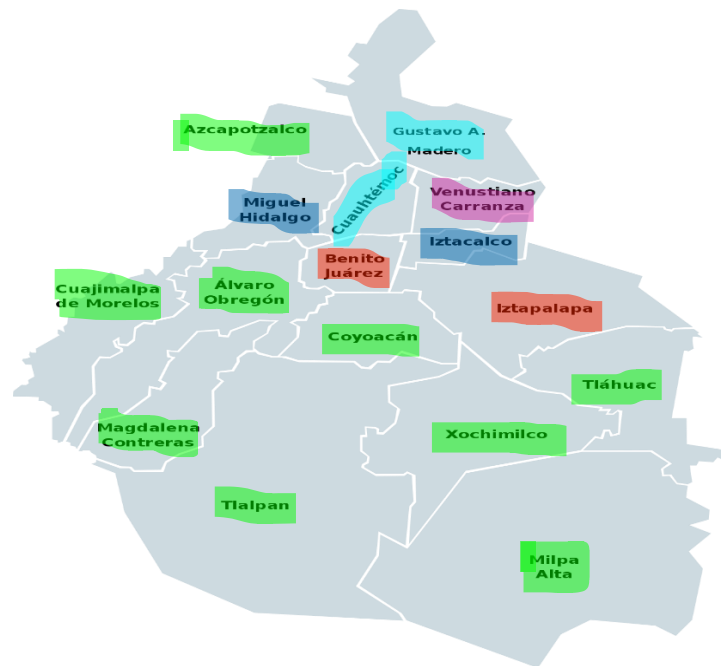 Azcapotzalco
Gustavo A.
Madero
Miguel
Hidalgo
Cuauhtémoc
Venustiano
Carranza
Iztacalco
Benito
Juárez
Cuajimalpa
de Morelos
Álvaro
Obregón
Iztapalapa
Coyoacán
Tláhuac
Magdalena
Contreras
Xochimilco
Tlalpan
Milpa
Alta